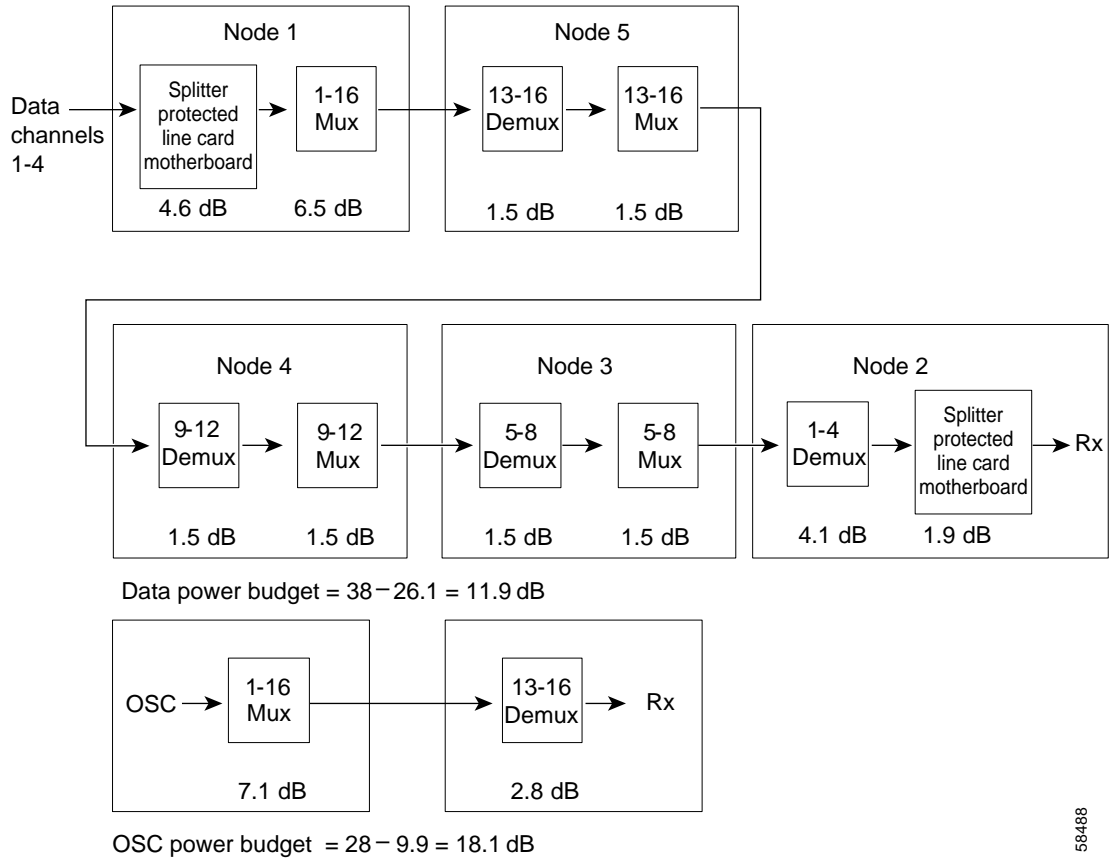 Node 1
Node 5
Data
channels
1-4
Splitter
protected
line card
motherboard
1-16
Mux
13-16
Demux
13-16
Mux
4.6 dB
6.5 dB
1.5 dB
1.5 dB
Node 4
Node 3
Node 2
9-12
Demux
9-12
Mux
5-8
Demux
5-8
Mux
1-4
Demux
Splitter
protected
line card
motherboard
Rx
1.5 dB
1.5 dB
1.5 dB
1.5 dB
4.1 dB
1.9 dB
Data power budget = 38 – 26.1 = 11.9 dB
OSC
1-16
Mux
13-16
Demux
Rx
7.1 dB
2.8 dB
OSC power budget = 28 – 9.9 = 18.1 dB
58488